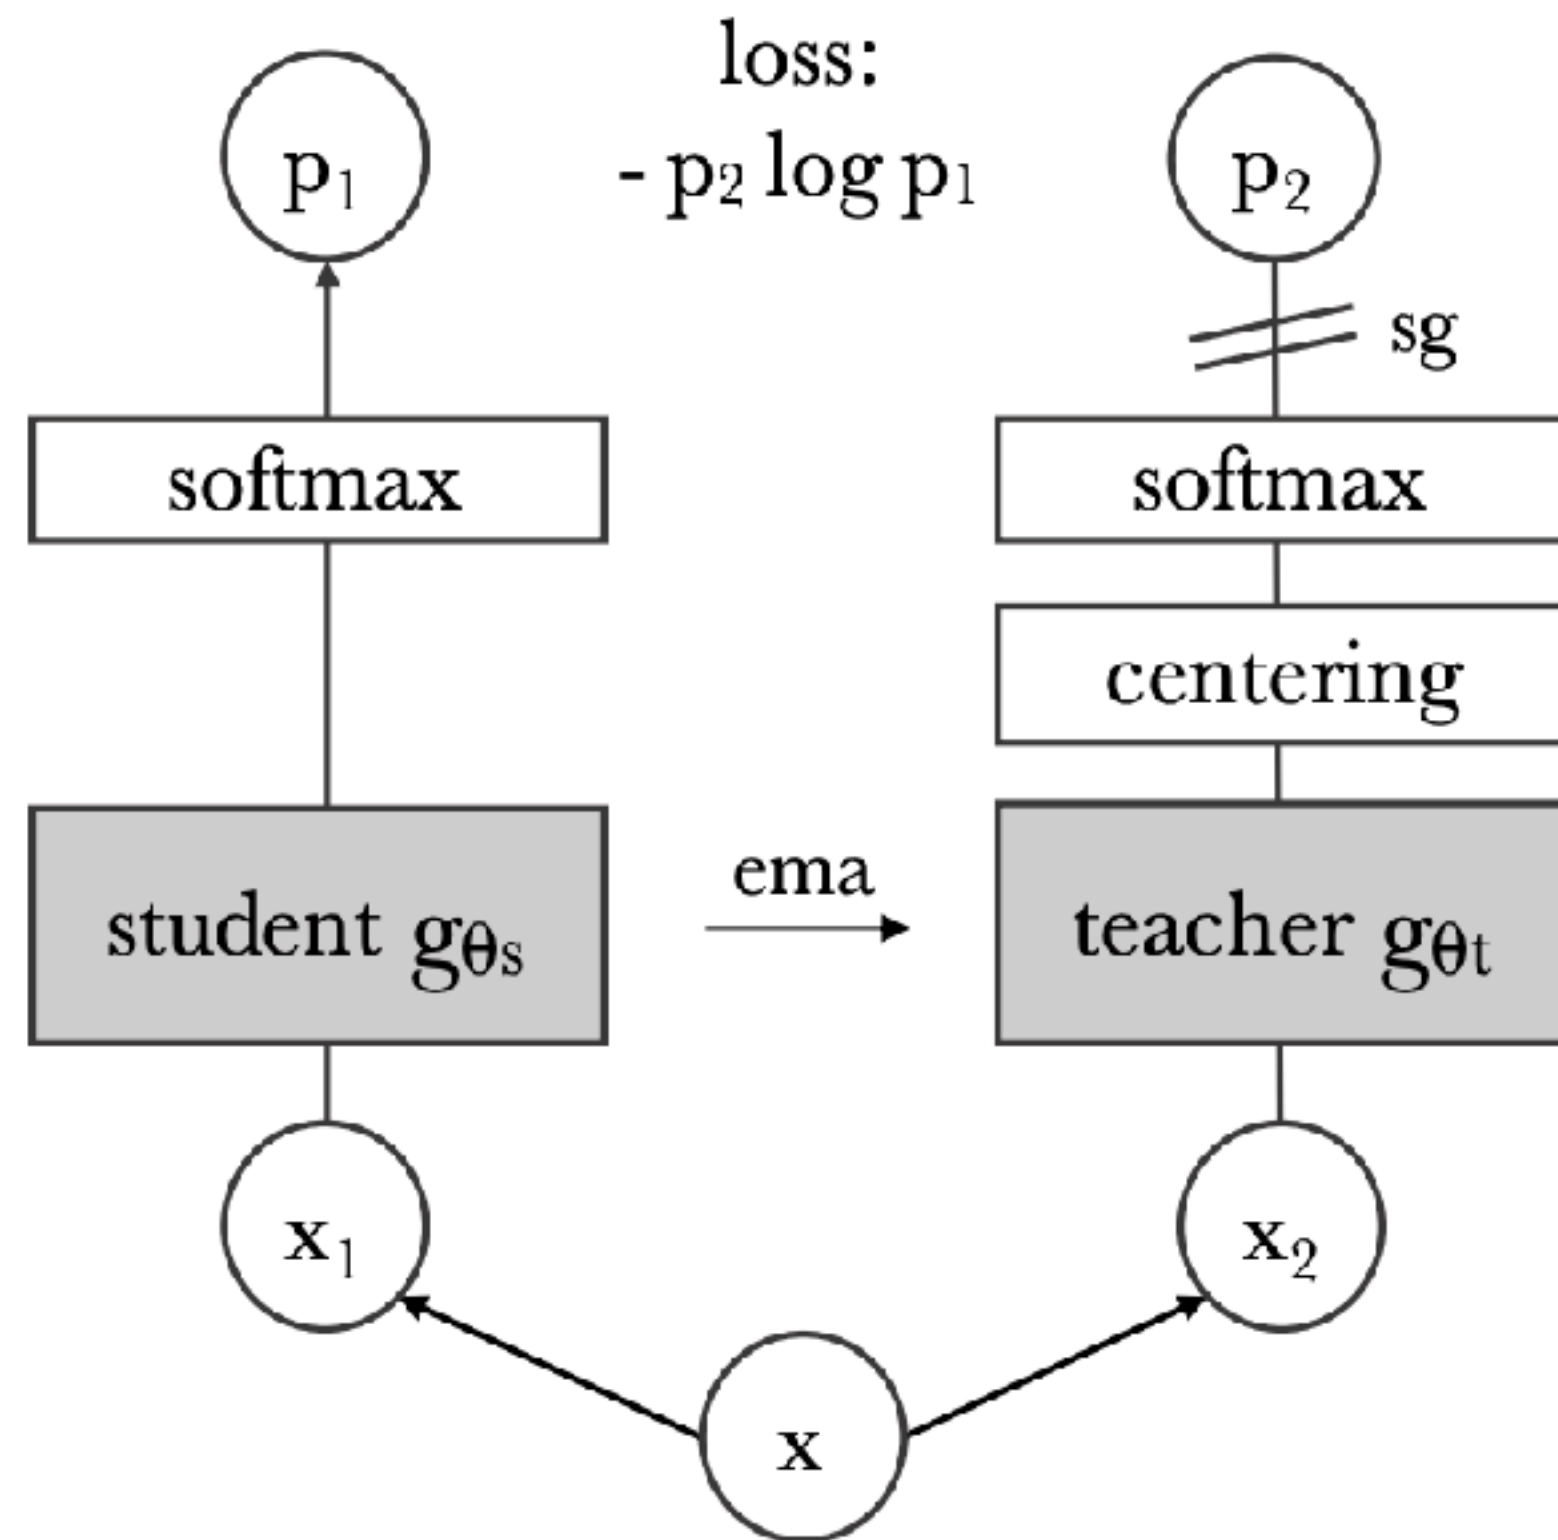 loss:
p₁ - p₂ log p₁ p₂
sg
softmax softmax
centering
student gθs ema teacher gθt
x₁ x₂
x